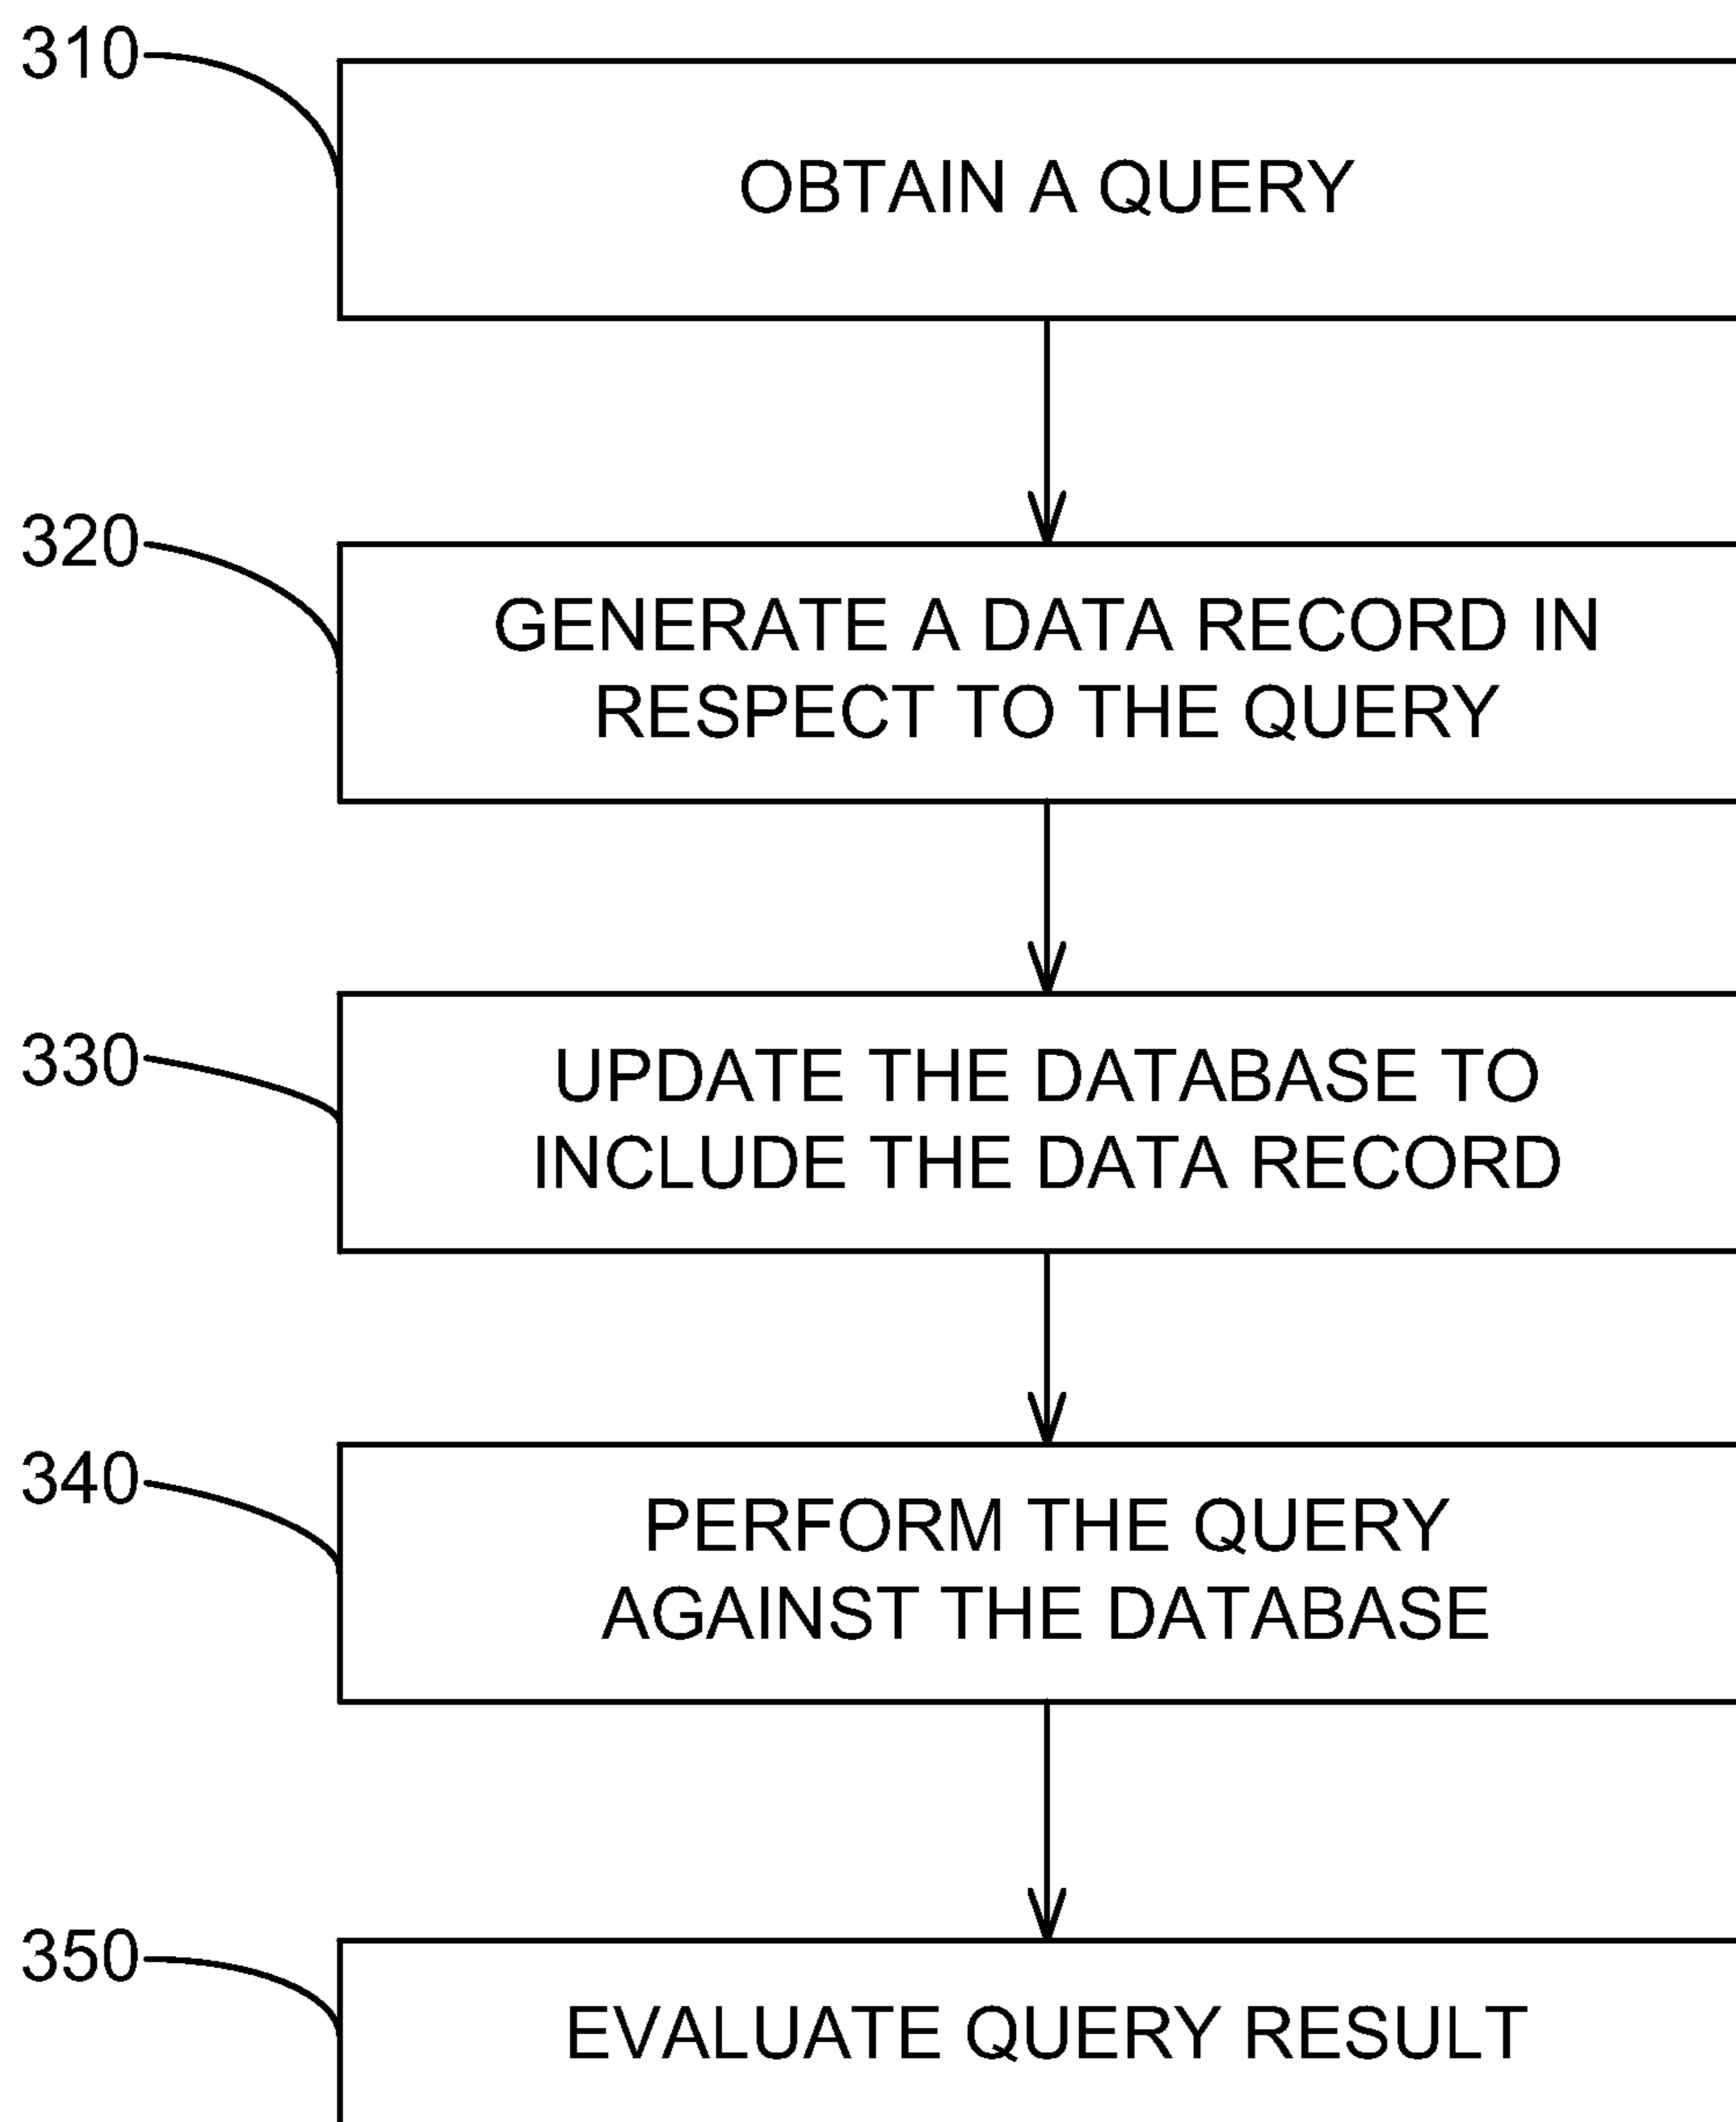 310
OBTAIN A QUERY
320
GENERATE A DATA RECORD IN
RESPECT TO THE QUERY
330
UPDATE THE DATABASE TO
INCLUDE THE DATA RECORD
340
PERFORM THE QUERY
AGAINST THE DATABASE
350
EVALUATE QUERY RESULT